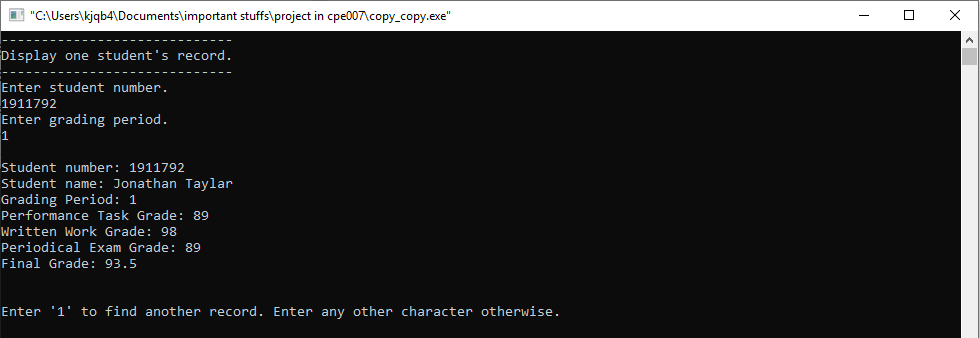 "C:\Users\kjqb4\Documents\important stuffs\project in cpe007\copy_copy.exe"
-----------------------------
Display one student's record.
-----------------------------
Enter student number.
1911792
Enter grading period.
1
Student number: 1911792
Student name: Jonathan Taylar
Grading Period: 1
Performance Task Grade: 89
Written Work Grade: 98
Periodical Exam Grade: 89
Final Grade: 93.5
Enter '1' to find another record. Enter any other character otherwise.